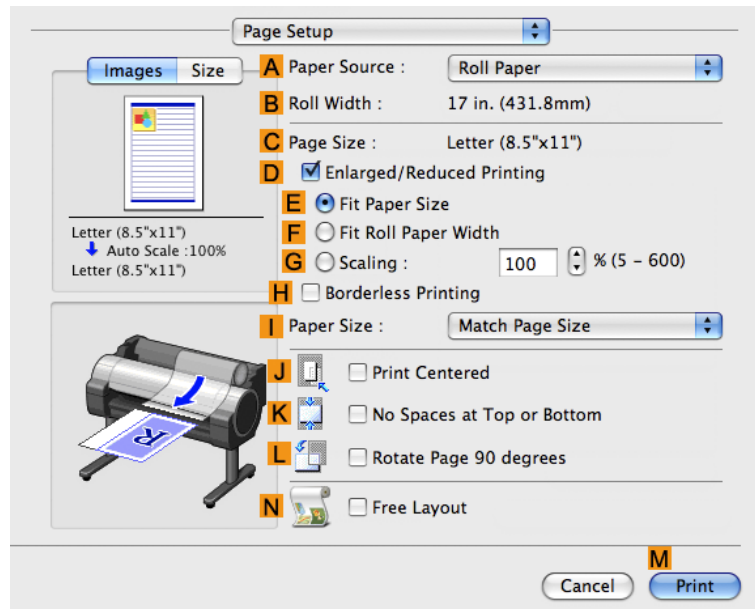 Page Setup
Images Size
A Paper Source : Roll Paper
B Roll Width : 17 in. (431.8mm)
C Page Size : Letter (8.5"x11")
D Enlarged/Reduced Printing
E Fit Paper Size
F Fit Roll Paper Width
G Scaling : 100 % (5 - 600)
H Borderless Printing
I Paper Size : Match Page Size
J Print Centered
K No Spaces at Top or Bottom
L Rotate Page 90 degrees
N Free Layout
Letter (8.5"x11")
Auto Scale :100%
Letter (8.5"x11")
R
M
Cancel Print